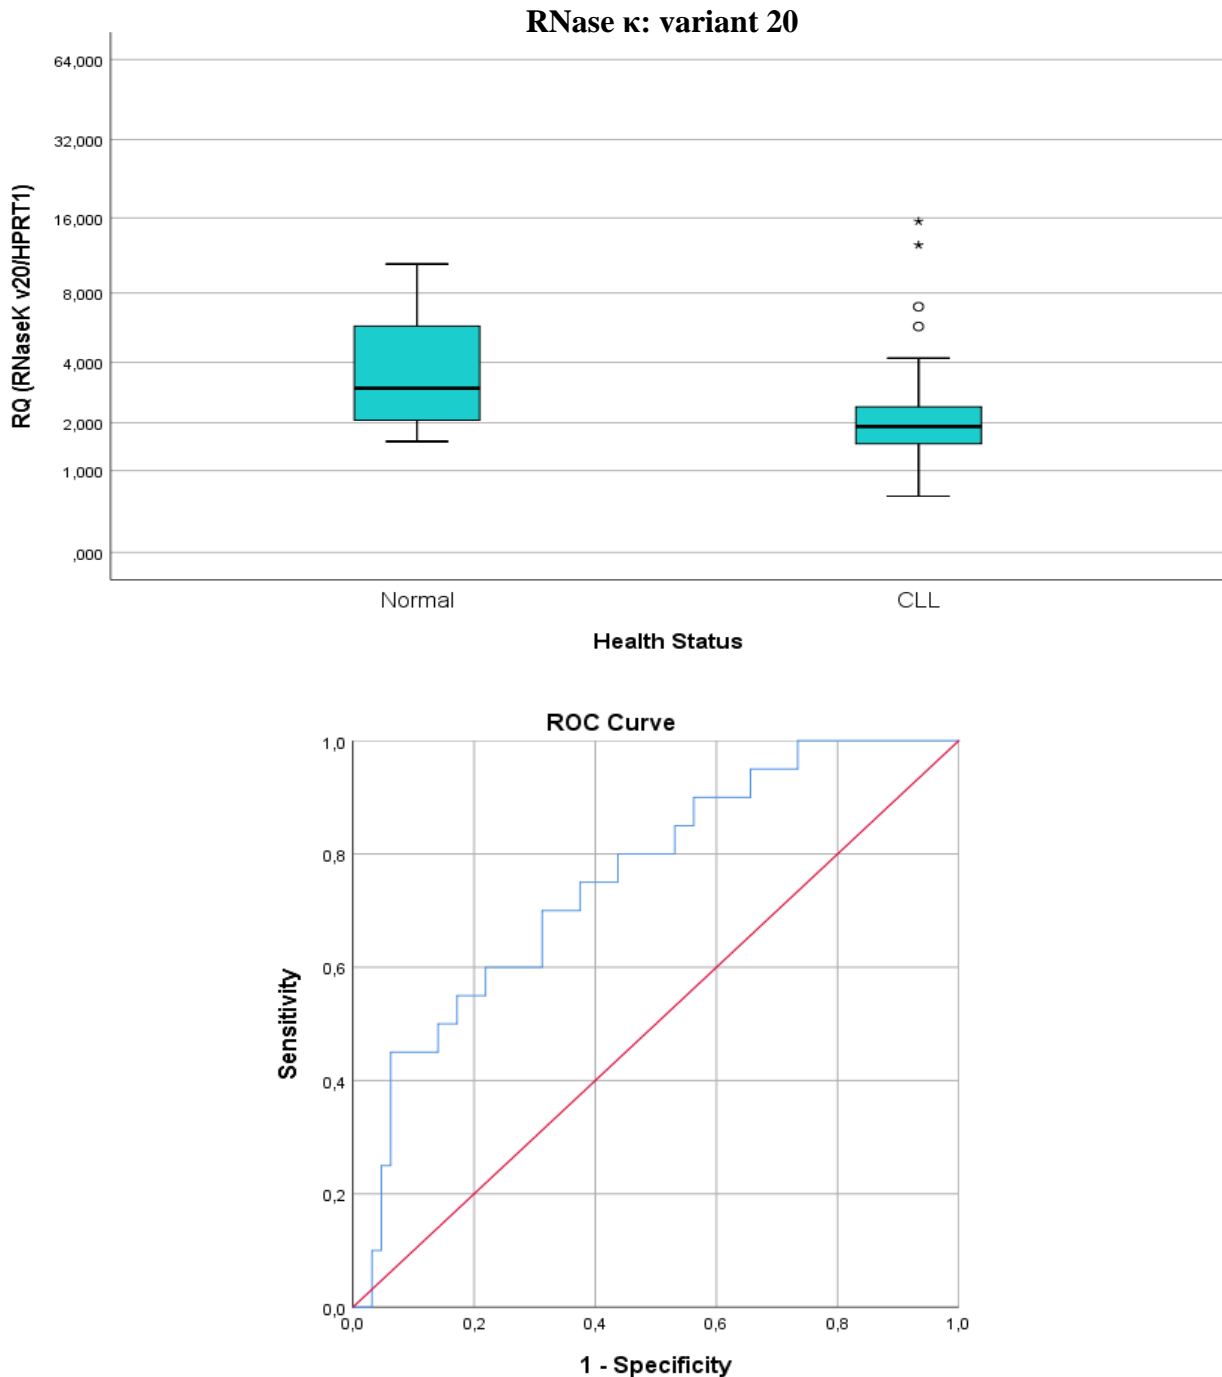 RNase κ: variant 20
64,000
32,000
16,000
8,000
4,000
2,000
1,000
,000
RQ (RNaseK v20/HPRT1)
Normal
CLL
Health Status
ROC Curve
1,0
0,8
0,6
0,4
0,2
0,0
Sensitivity
0,0
0,2
0,4
0,6
0,8
1,0
1 - Specificity